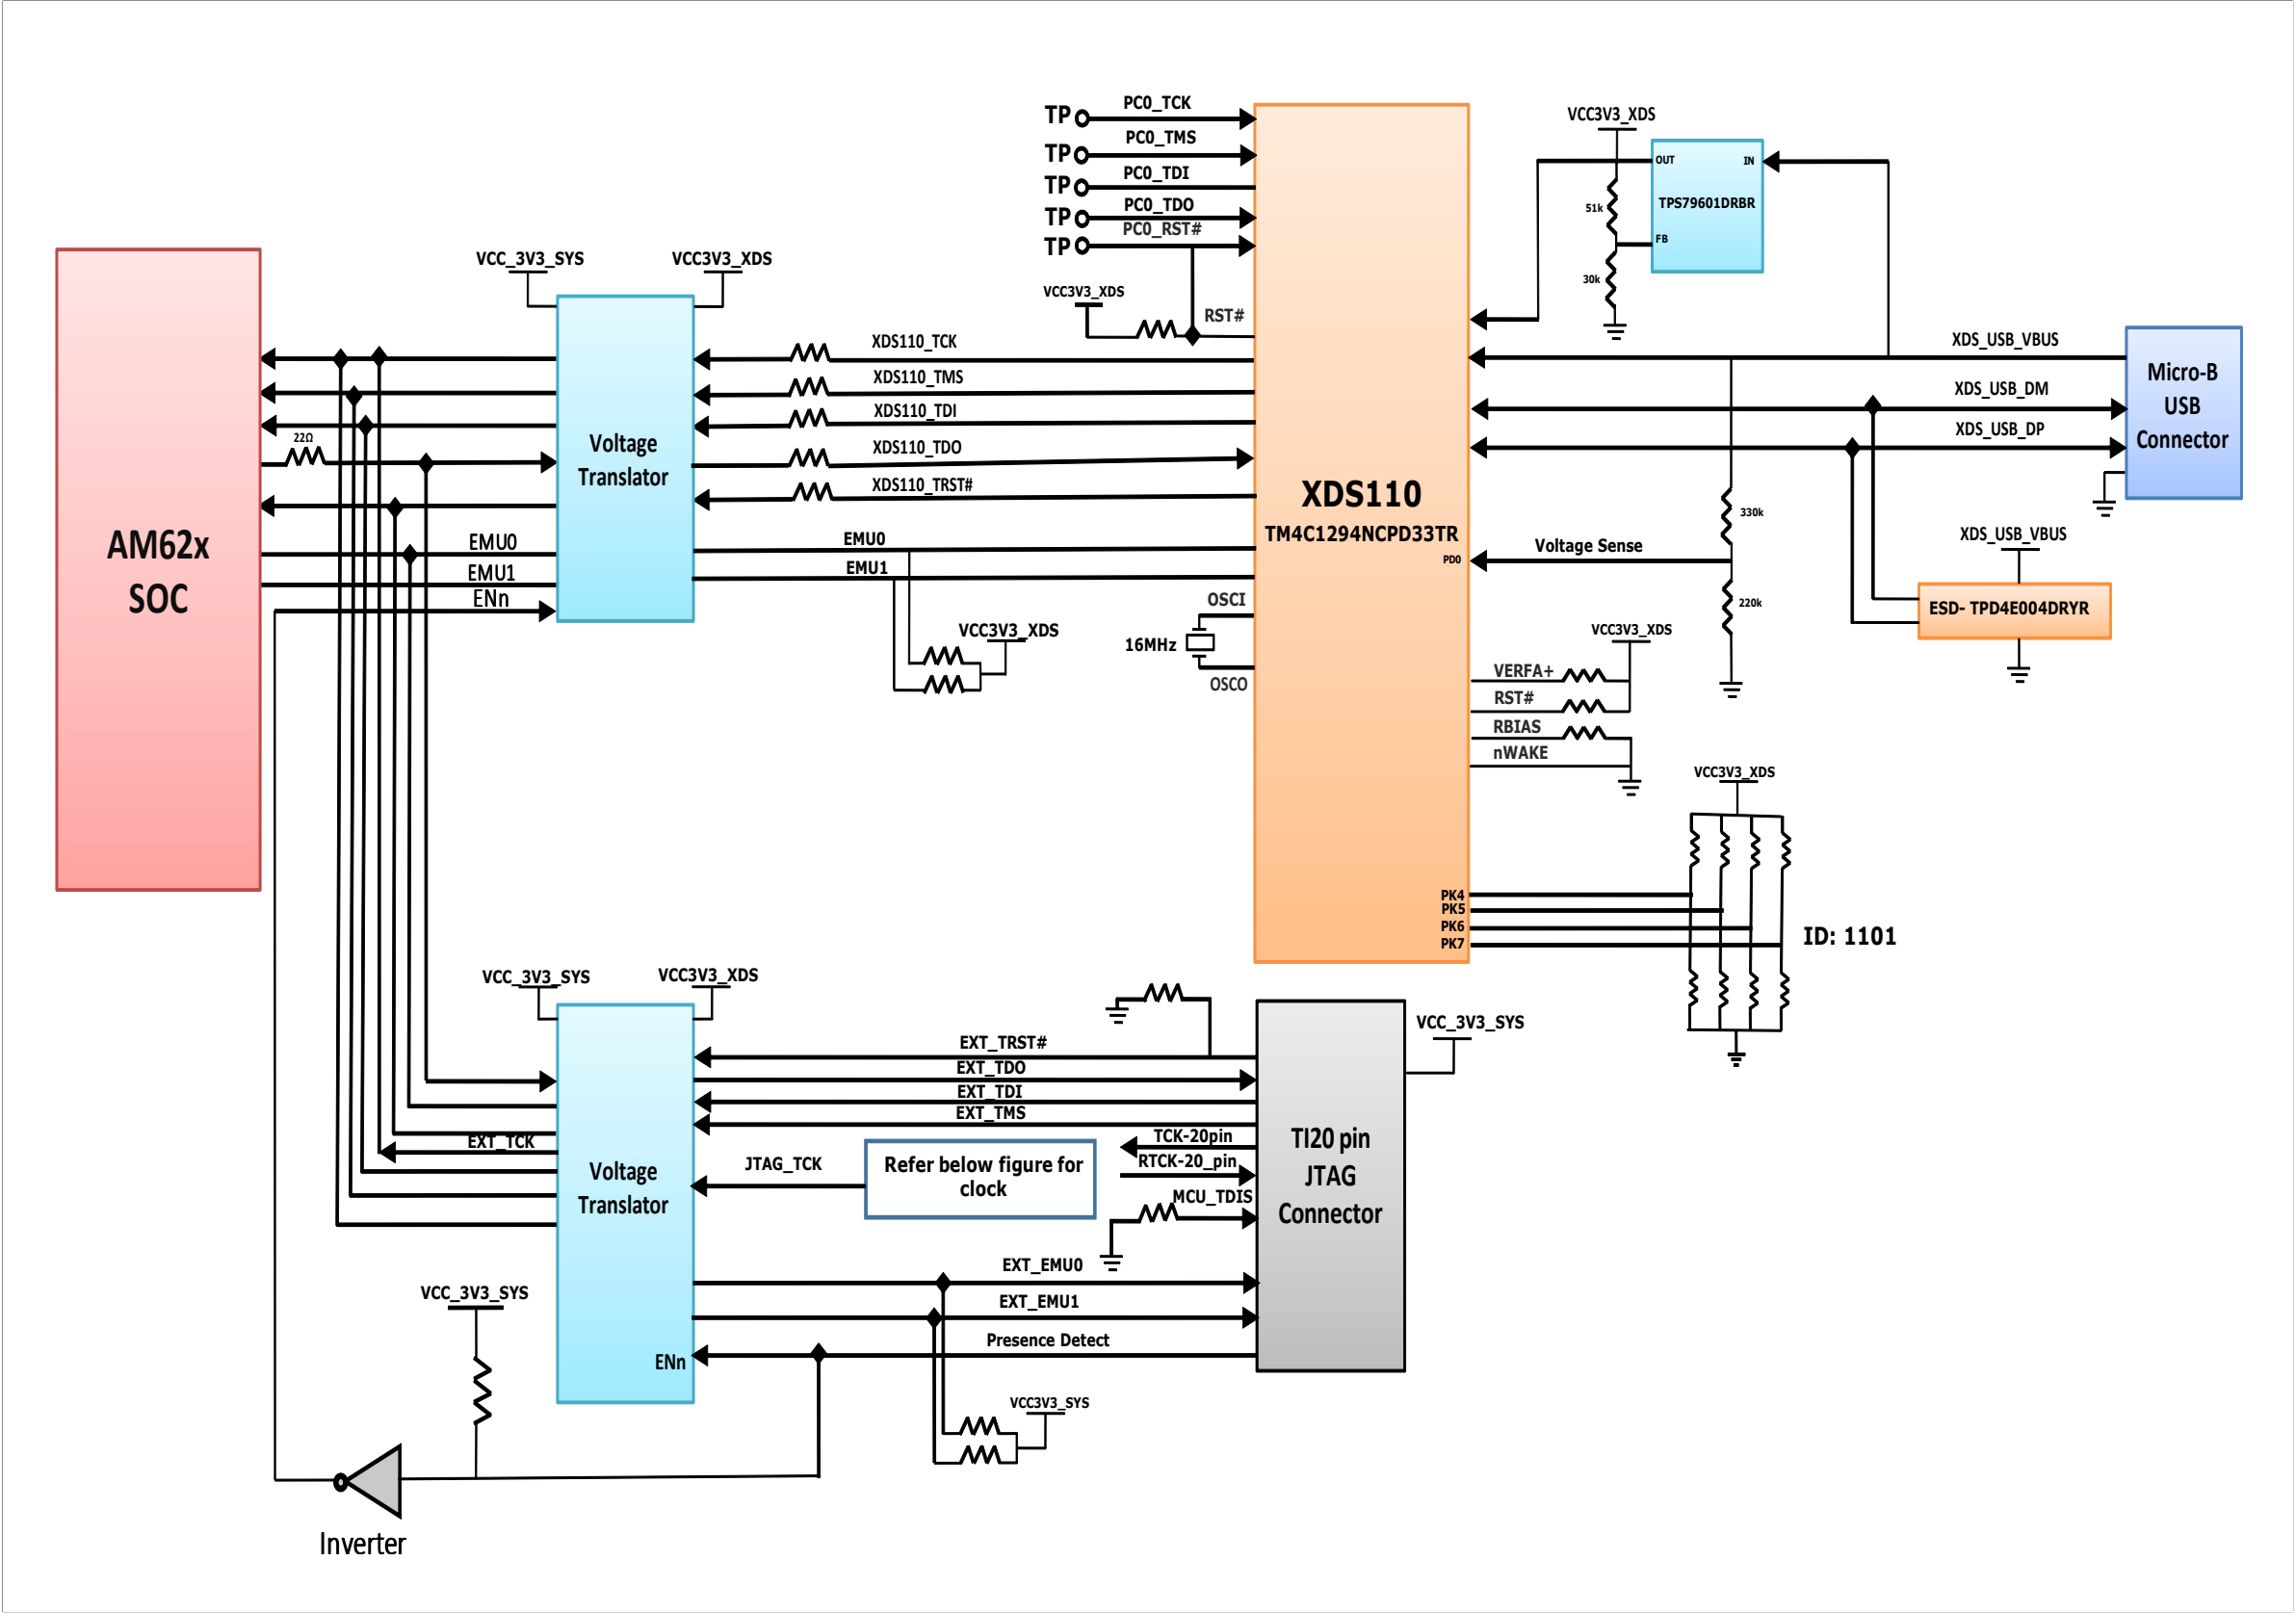 PC0_TCK
TP
PC0_TMS
TP
PC0_TDI
TP
PC0_TDO
TP
PC0_RST#
TP
VCC3V3_XDS
RST#
VCC3V3_XDS
OUT
IN
TPS79601DRBR
51k
FB
30k
VCC_3V3_SYS
VCC3V3_XDS
XDS110_TCK
XDS110_TMS
XDS110_TDI
XDS110_TDO
XDS110_TRST#
22Ω
Voltage
Translator
AM62x
SOC
EMU0
EMU1
ENn
EMU0
EMU1
VCC3V3_XDS
XDS110
TM4C1294NCPD33TR
PD0
OSCI
16MHz
OSCO
XDS_USB_VBUS
XDS_USB_DM
XDS_USB_DP
Micro-B
USB
Connector
330k
Voltage Sense
220k
XDS_USB_VBUS
ESD- TPD4E004DRYR
VCC3V3_XDS
VERFA+
RST#
RBIAS
nWAKE
VCC3V3_XDS
PK4
PK5
PK6
PK7
ID: 1101
VCC_3V3_SYS
VCC3V3_XDS
VCC_3V3_SYS
EXT_TRST#
EXT_TDO
EXT_TDI
EXT_TMS
TCK-20pin
RTCK-20_pin
MCU_TDIS
EXT_TCK
Voltage
Translator
JTAG_TCK
Refer below figure for
clock
TI20 pin
JTAG
Connector
EXT_EMU0
EXT_EMU1
Presence Detect
ENn
VCC_3V3_SYS
VCC3V3_SYS
Inverter